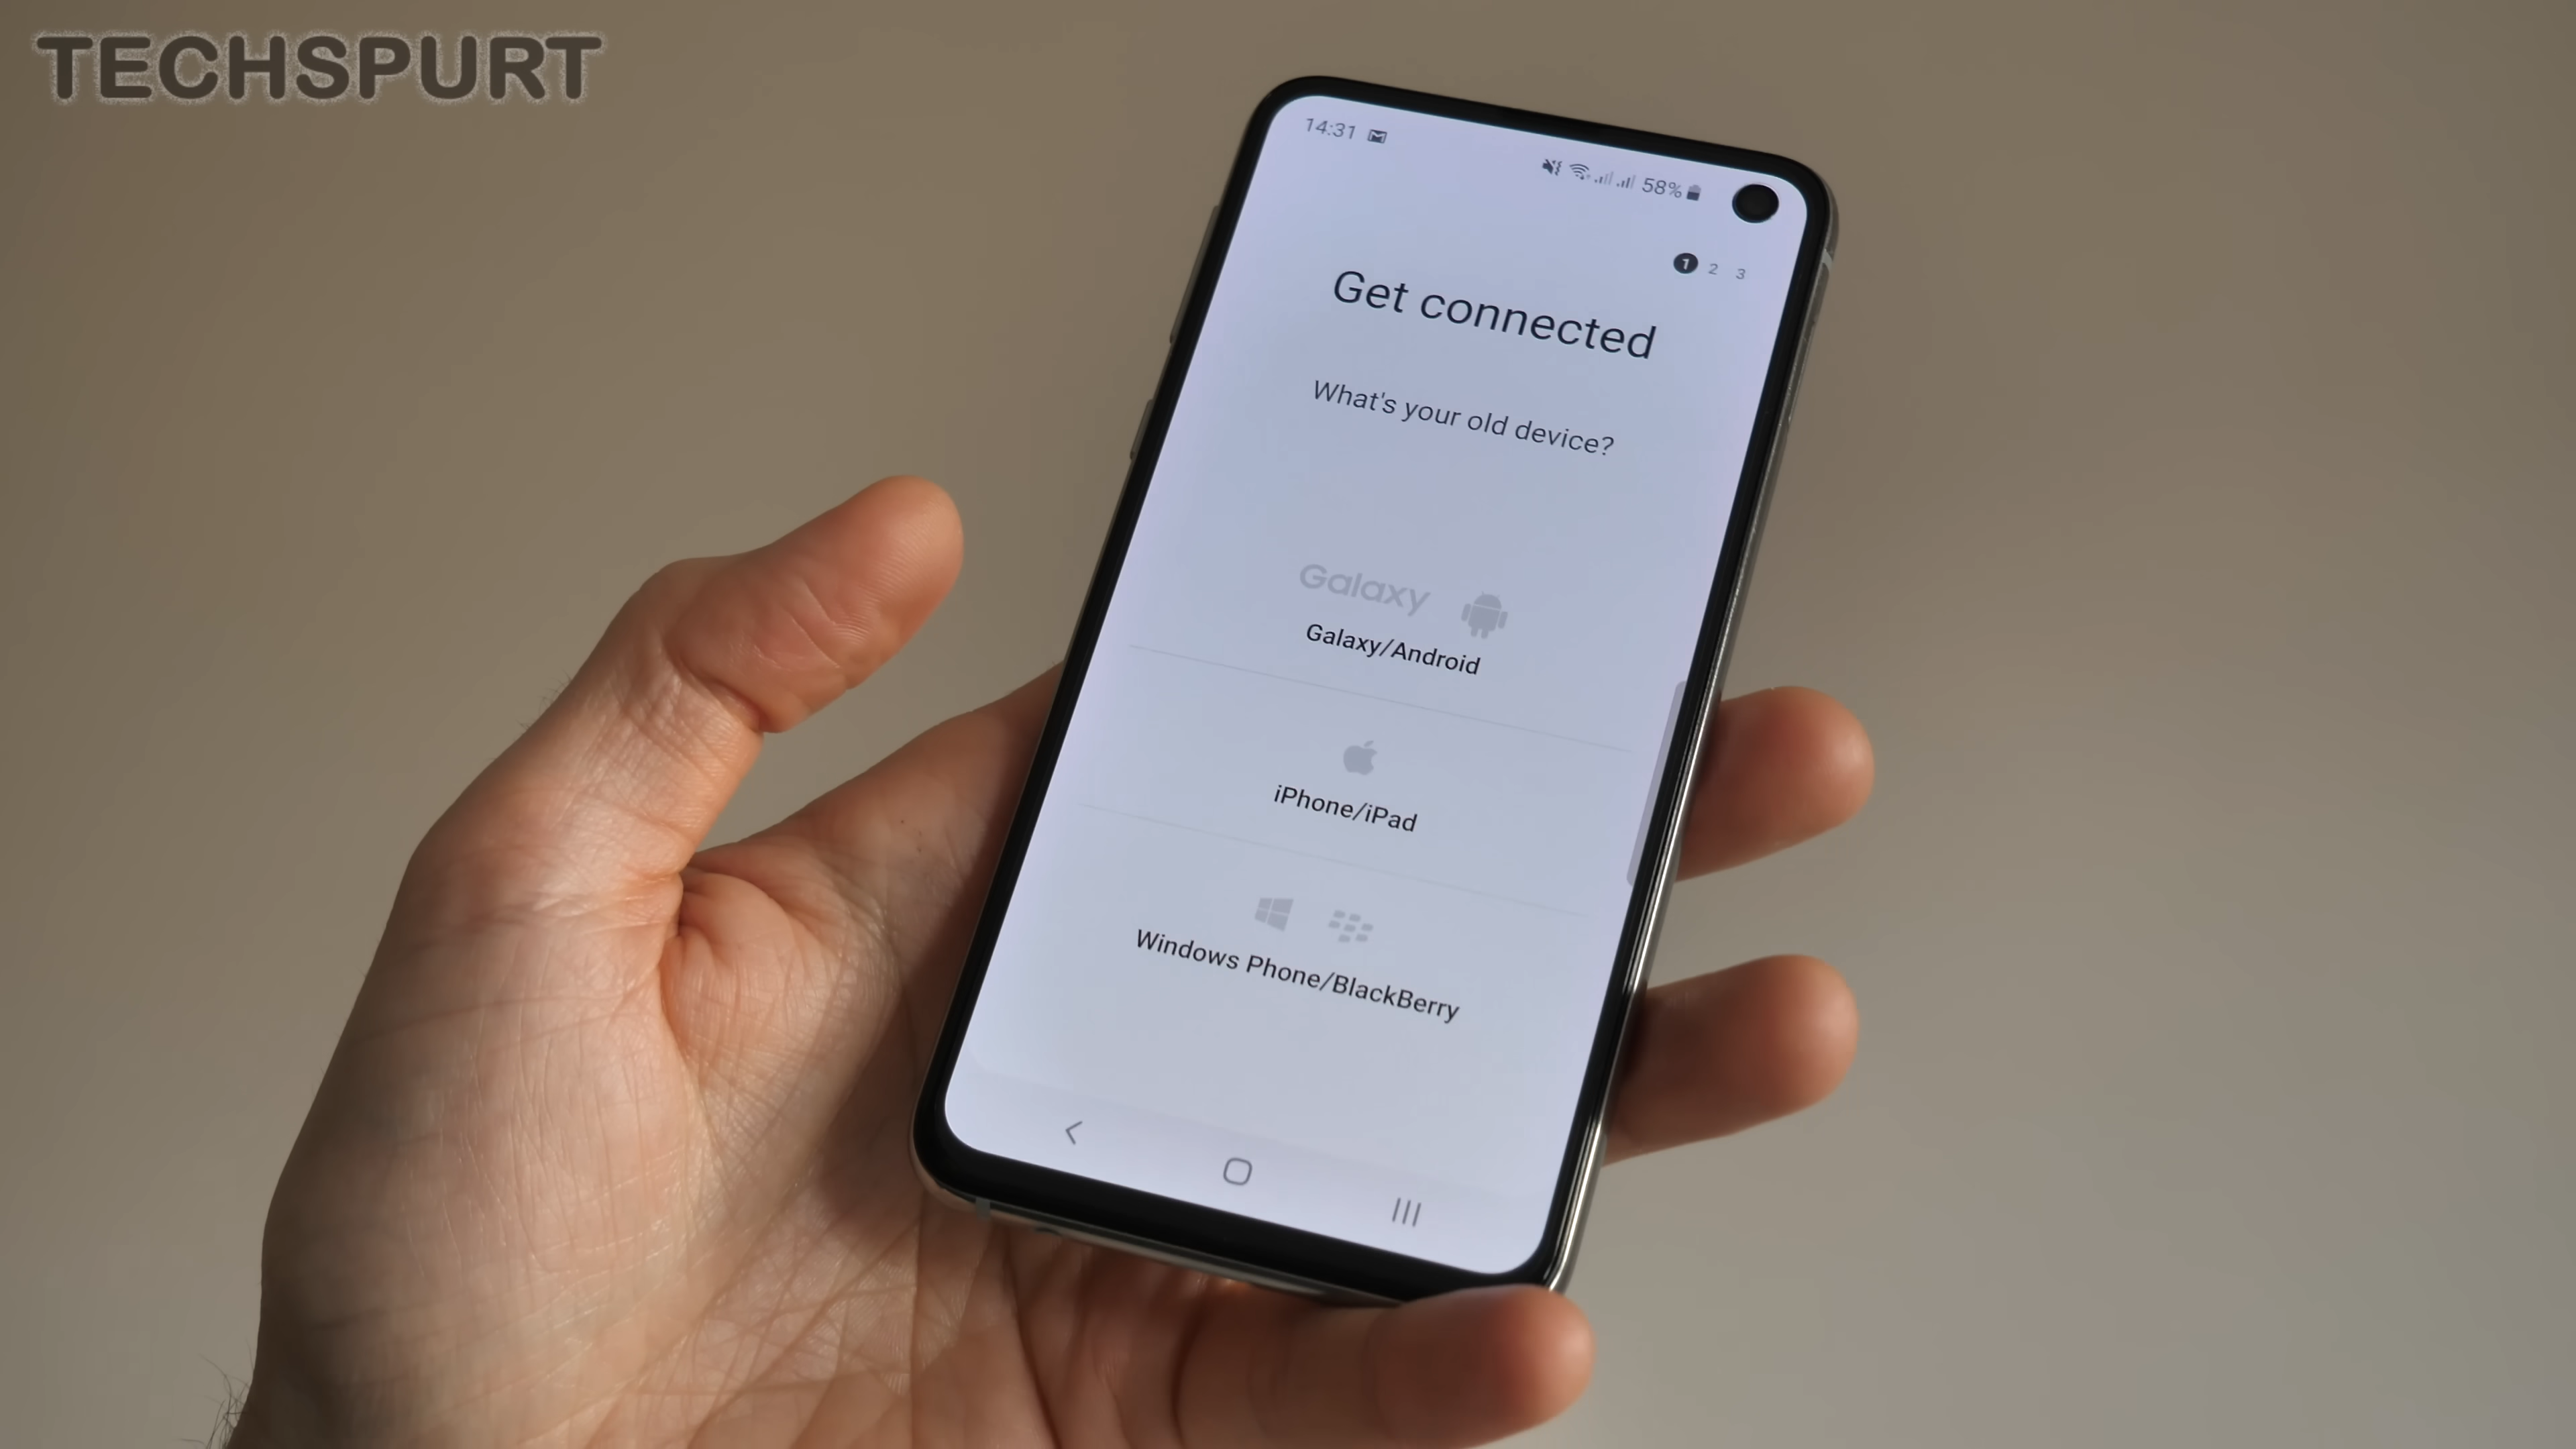 TECHSPURT
14:31
58%
1 2 3
Get connected
What's your old device?
Galaxy
Galaxy/Android
iPhone/iPad
Windows Phone/BlackBerry